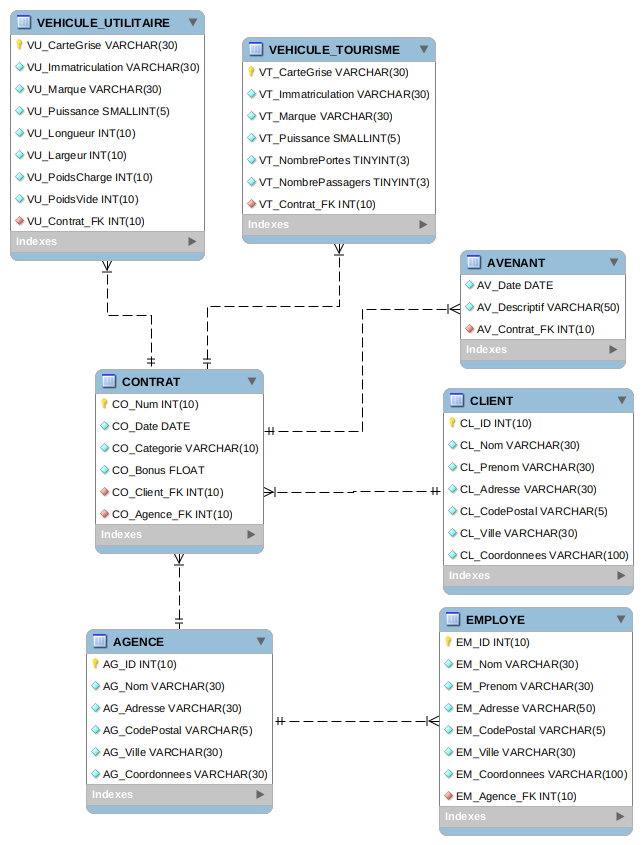 VEHICULE_UTILITAIRE
VU_CarteGrise VARCHAR(30)
VU_Immatriculation VARCHAR(30)
VU_Marque VARCHAR(30)
VU_Puissance SMALLINT(5)
VU_Longueur INT(10)
VU_Largeur INT(10)
VU_PoidsCharge INT(10)
VU_PoidsVide INT(10)
VU_Contrat_FK INT(10)
Indexes
VEHICULE_TOURISME
VT_CarteGrise VARCHAR(30)
VT_Immatriculation VARCHAR(30)
VT_Marque VARCHAR(30)
VT_Puissance SMALLINT(5)
VT_NombrePortes TINYINT(3)
VT_NombrePassagers TINYINT(3)
VT_Contrat_FK INT(10)
Indexes
AVENANT
AV_Date DATE
AV_Descriptif VARCHAR(50)
AV_Contrat_FK INT(10)
Indexes
CONTRAT
CO_Num INT(10)
CO_Date DATE
CO_Categorie VARCHAR(10)
CO_Bonus FLOAT
CO_Client_FK INT(10)
CO_Agence_FK INT(10)
Indexes
CLIENT
CL_ID INT(10)
CL_Nom VARCHAR(30)
CL_Prenom VARCHAR(30)
CL_Adresse VARCHAR(30)
CL_CodePostal VARCHAR(5)
CL_Ville VARCHAR(30)
CL_Coordonnees VARCHAR(100)
Indexes
AGENCE
AG_ID INT(10)
AG_Nom VARCHAR(30)
AG_Adresse VARCHAR(30)
AG_CodePostal VARCHAR(5)
AG_Ville VARCHAR(30)
AG_Coordonnees VARCHAR(30)
Indexes
EMPLOYE
EM_ID INT(10)
EM_Nom VARCHAR(30)
EM_Prenom VARCHAR(30)
EM_Adresse VARCHAR(50)
EM_CodePostal VARCHAR(5)
EM_Ville VARCHAR(30)
EM_Coordonnees VARCHAR(100)
EM_Agence_FK INT(10)
Indexes